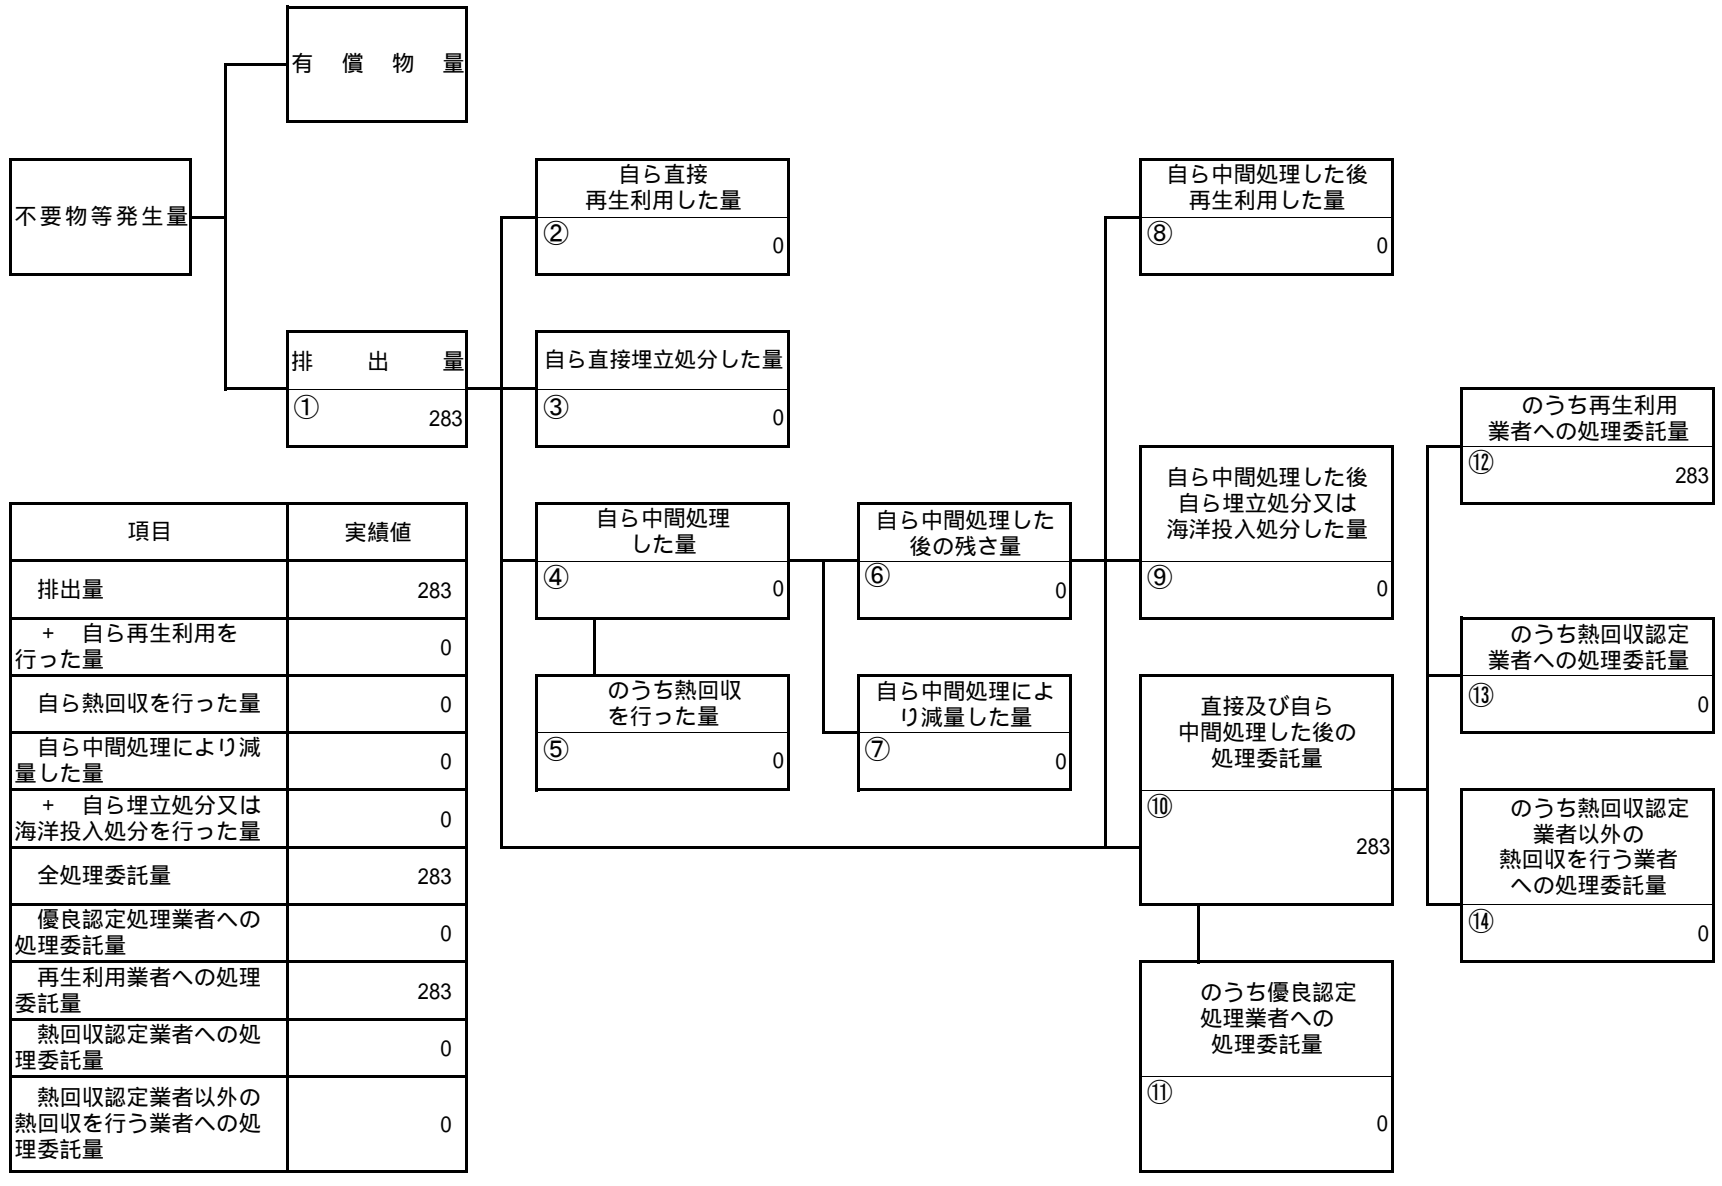 有 償 物 量
不要物等発生量
自ら直接
再生利用した量
② 0
自ら中間処理した後
再生利用した量
⑧ 0
排 出 量
① 283
自ら直接埋立処分した量
③ 0
のうち再生利用
業者への処理委託量
⑫ 283
自ら中間処理
した量
④ 0
自ら中間処理した
後の残さ量
⑥ 0
自ら中間処理した後
自ら埋立処分又は
海洋投入処分した量
⑨ 0
のうち熱回収認定
業者への処理委託量
⑬ 0
のうち熱回収
を行った量
⑤ 0
自ら中間処理によ
り減量した量
⑦ 0
直接及び自ら
中間処理した後の
処理委託量
⑩
283
のうち熱回収認定
業者以外の
熱回収を行う業者
への処理委託量
⑭ 0
のうち優良認定
処理業者への
処理委託量
⑪
0
項目 実績値
排出量 283
+ 自ら再生利用を
行った量 0
自ら熱回収を行った量 0
自ら中間処理により減
量した量 0
+ 自ら埋立処分又は
海洋投入処分を行った量 0
全処理委託量 283
優良認定処理業者への
処理委託量 0
再生利用業者への処理
委託量 283
熱回収認定業者への処
理委託量 0
熱回収認定業者以外の
熱回収を行う業者への処
理委託量 0